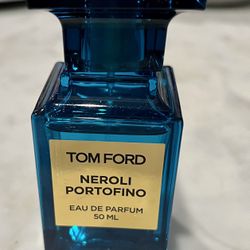 TOM FORD
NEROLI
PORTOFINO
EAU DE PARFUM
50 ML